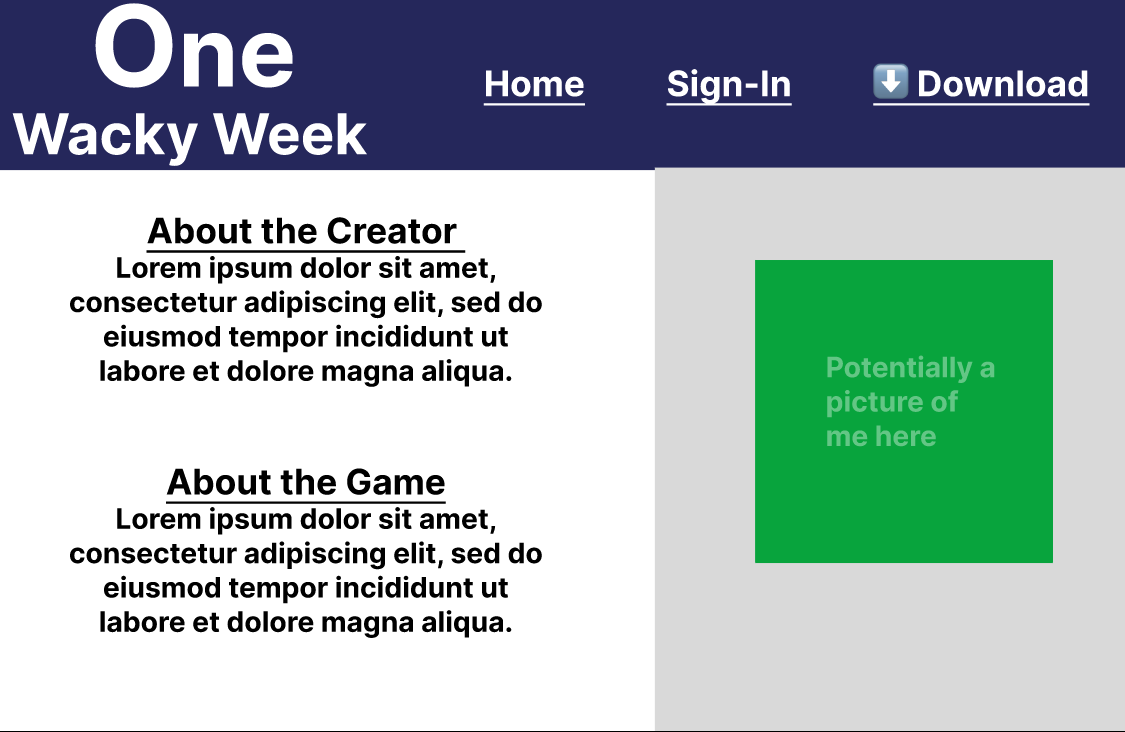 One
Wacky Week
Home
Sign-In
⬇️ Download
About the Creator
Lorem ipsum dolor sit amet,
consectetur adipiscing elit, sed do
eiusmod tempor incididunt ut
labore et dolore magna aliqua.
About the Game
Lorem ipsum dolor sit amet,
consectetur adipiscing elit, sed do
eiusmod tempor incididunt ut
labore et dolore magna aliqua.
Potentially a
picture of
me here